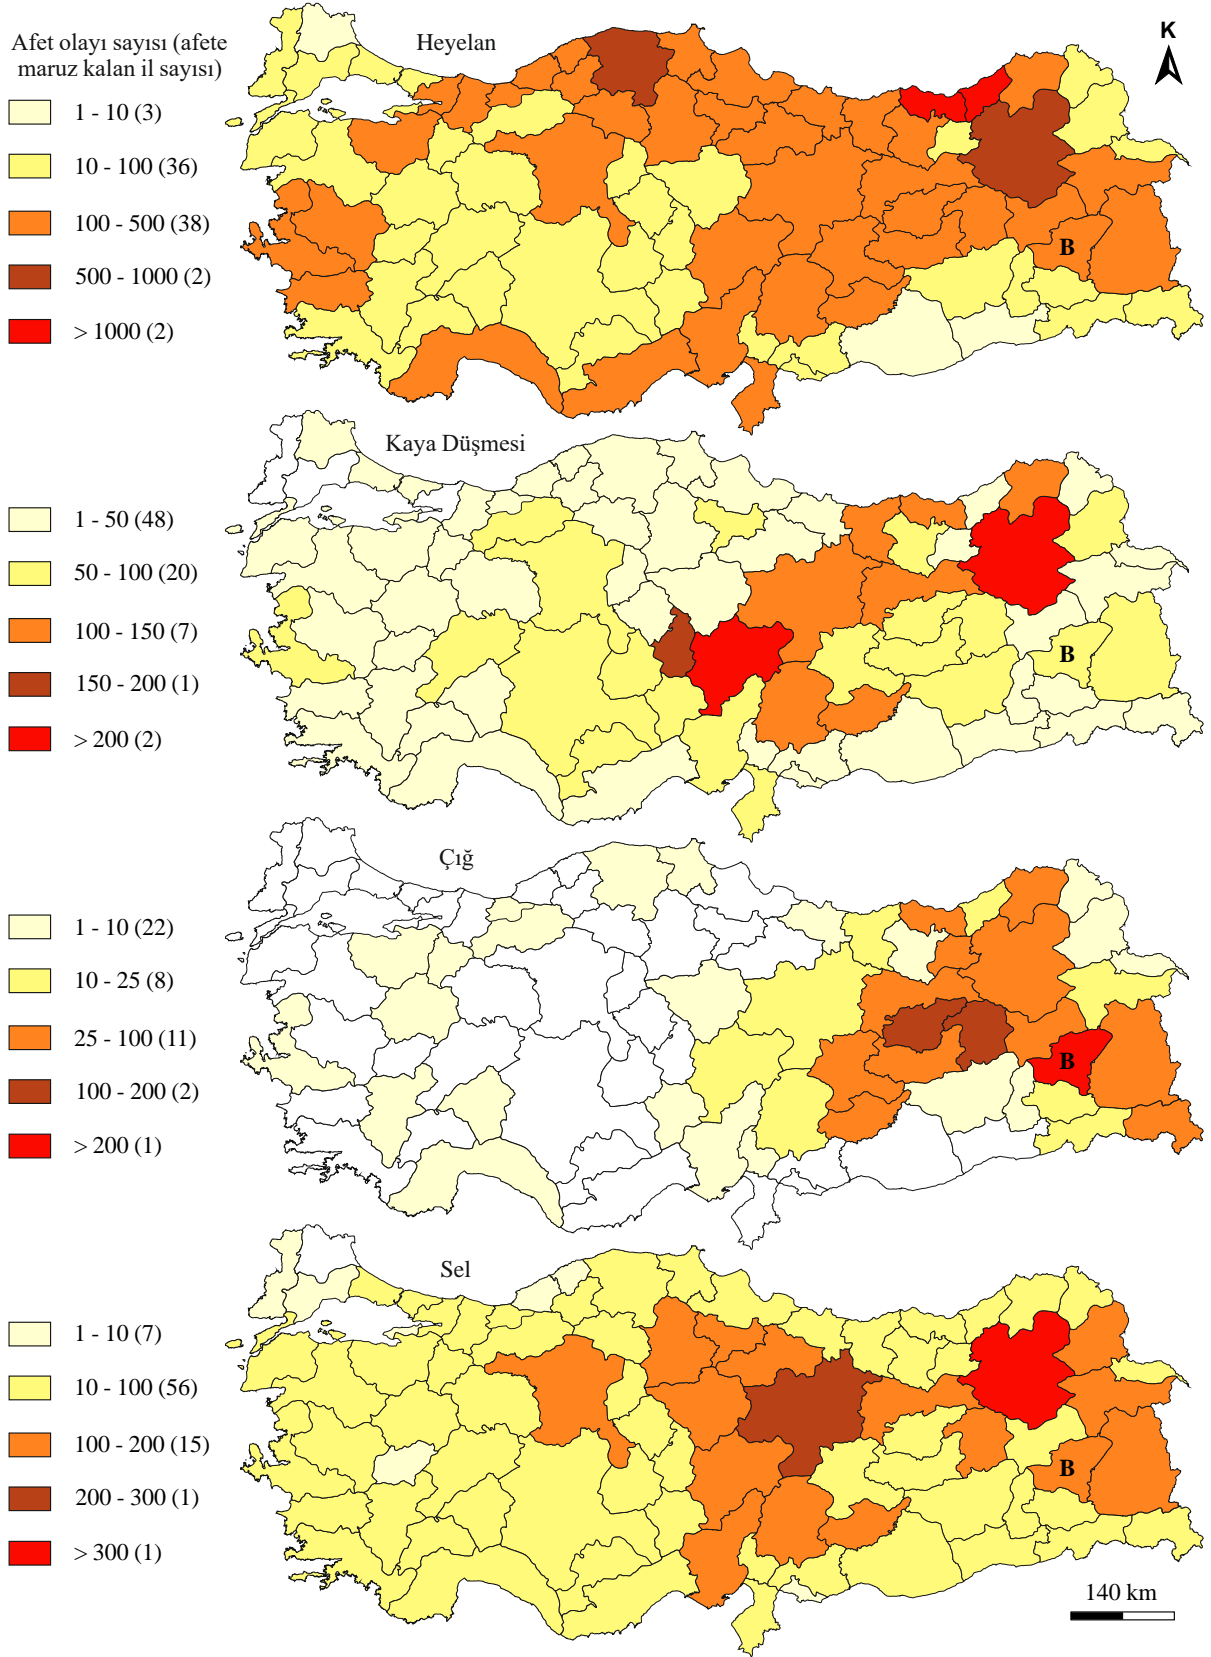 Afet olayı sayısı (afete
maruz kalan il sayısı)
Heyelan
K
1 - 10 (3)
10 - 100 (36)
100 - 500 (38)
500 - 1000 (2)
> 1000 (2)
B
Kaya Düşmesi
1 - 50 (48)
50 - 100 (20)
100 - 150 (7)
150 - 200 (1)
> 200 (2)
B
Çığ
1 - 10 (22)
10 - 25 (8)
25 - 100 (11)
100 - 200 (2)
> 200 (1)
B
Sel
1 - 10 (7)
10 - 100 (56)
100 - 200 (15)
200 - 300 (1)
> 300 (1)
B
140 km